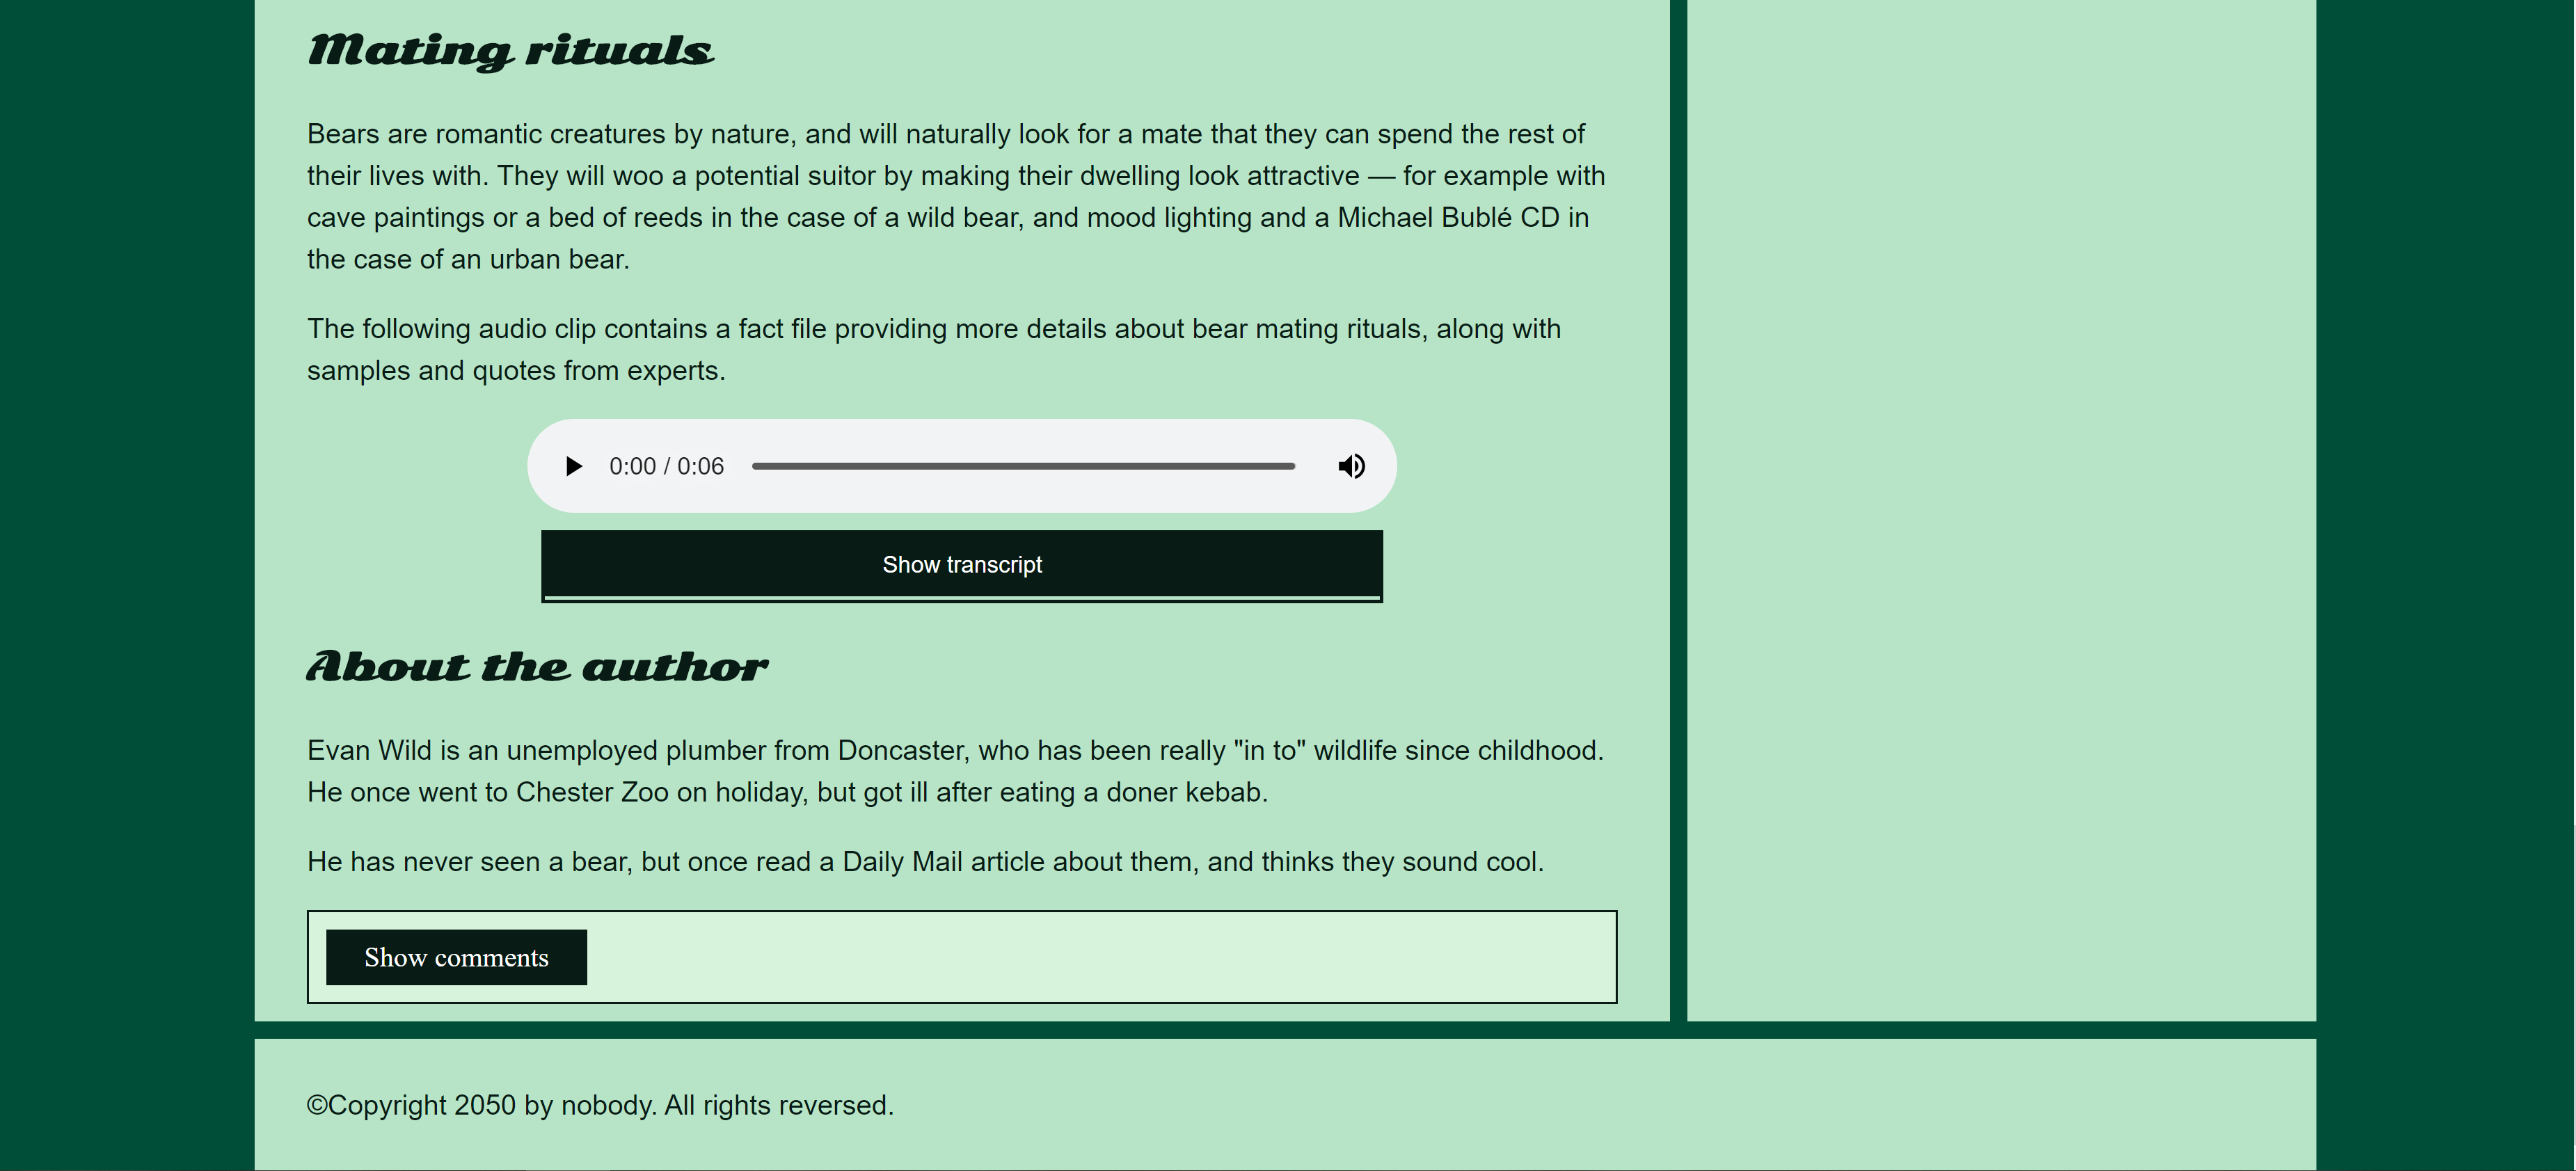 Mating rituals
Bears are romantic creatures by nature, and will naturally look for a mate that they can spend the rest of
their lives with. They will woo a potential suitor by making their dwelling look attractive — for example with
cave paintings or a bed of reeds in the case of a wild bear, and mood lighting and a Michael Bublé CD in
the case of an urban bear.
The following audio clip contains a fact file providing more details about bear mating rituals, along with
samples and quotes from experts.
0:00 / 0:06
Show transcript
About the author
Evan Wild is an unemployed plumber from Doncaster, who has been really "in to" wildlife since childhood.
He once went to Chester Zoo on holiday, but got ill after eating a doner kebab.
He has never seen a bear, but once read a Daily Mail article about them, and thinks they sound cool.
Show comments
©Copyright 2050 by nobody. All rights reversed.